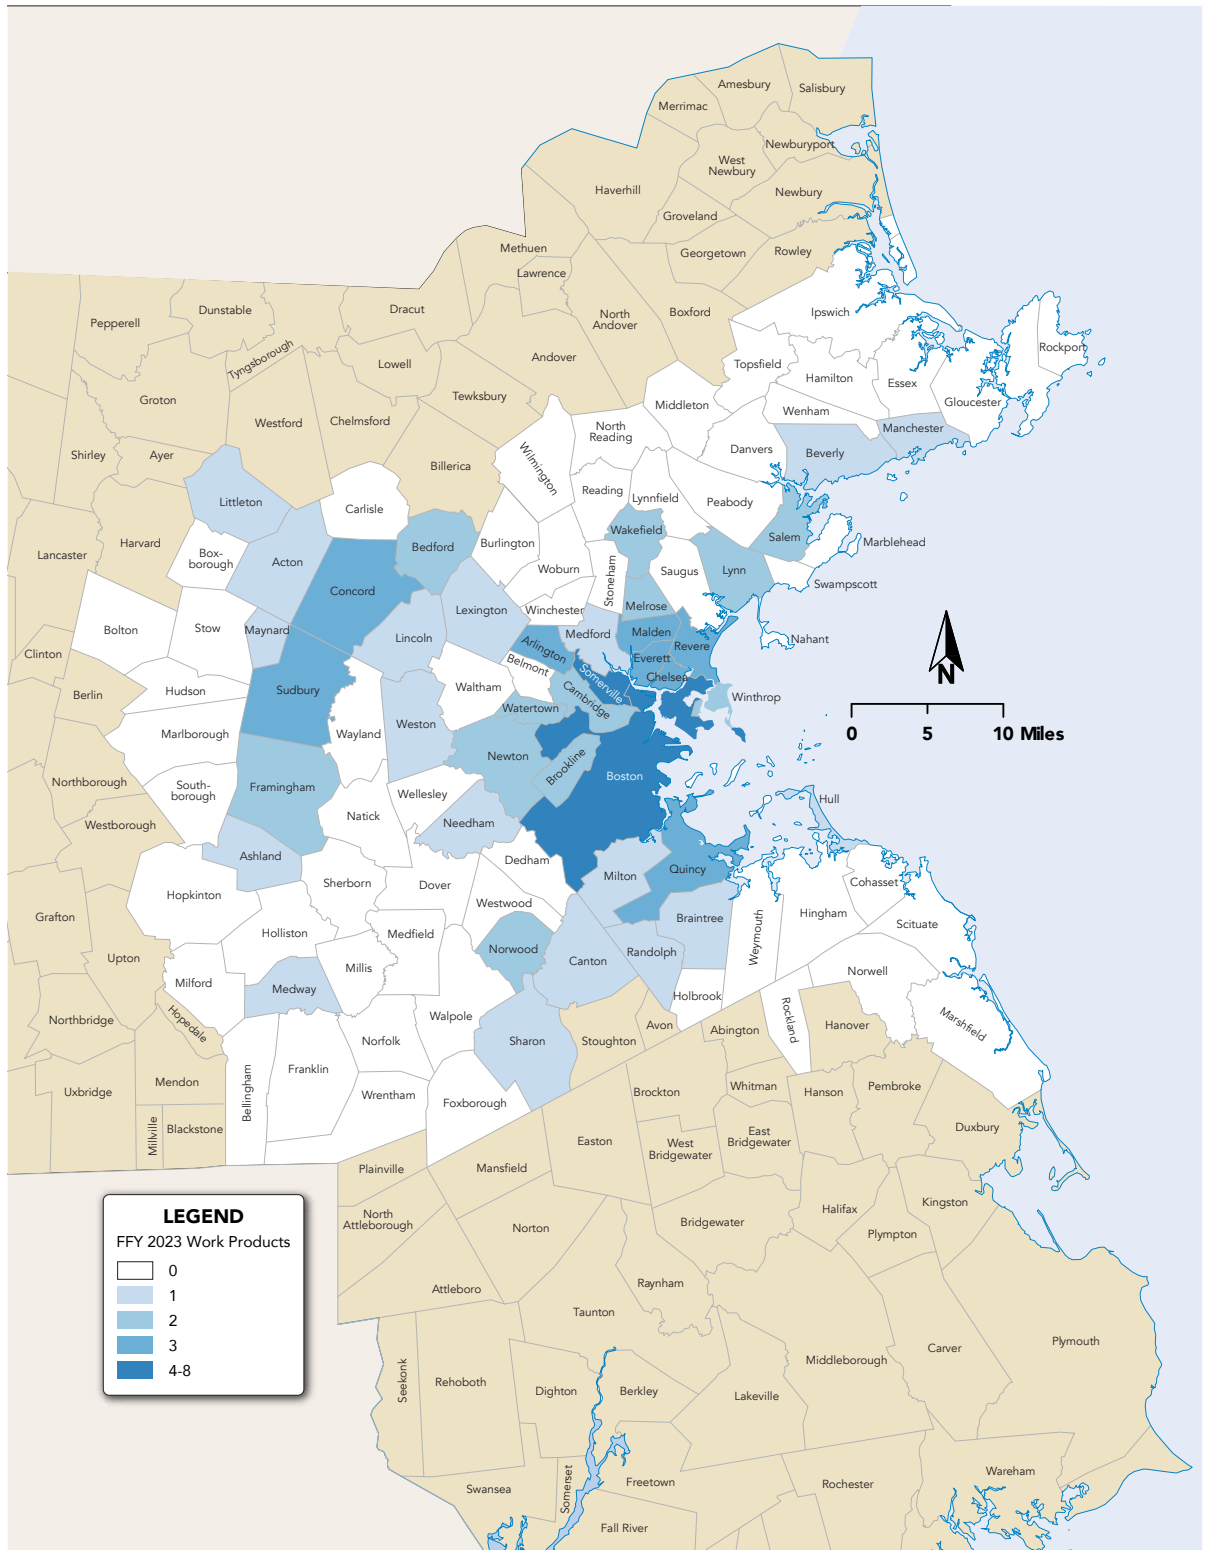 Amesbury
Salisbury
Merrimac
Newburyport
West
Newbury
Haverhill
Newbury
Groveland
Methuen
Georgetown
Rowley
Lawrence
Dunstable
Dracut
Pepperell
North
Andover
Boxford
Ipswich
Tyngsborough
Andover
Rockport
Lowell
Topsfield
Hamilton
Essex
Groton
Tewksbury
Middleton
Wenham
Gloucester
Westford
Chelmsford
North
Reading
Manchester
Shirley
Ayer
Billerica
Wilmington
Danvers
Beverly
Littleton
Carlisle
Reading
Lynnfield
Peabody
Wakefield
Salem
Lancaster
Harvard
Box-
borough
Acton
Bedford
Burlington
Marblehead
Concord
Woburn
Stoneham
Saugus
Lynn
Swampscott
Lexington
Winchester
Melrose
Bolton
Stow
Maynard
Lincoln
Medford
Malden
Nahant
Clinton
Arlington
Everett
Revere
Belmont
Chelsea
Berlin
Hudson
Sudbury
Waltham
Somerville
Cambridge
Winthrop
N
Watertown
Marlborough
Wayland
Weston
0 5 10 Miles
Newton
Brookline
Boston
Northborough
South-
borough
Framingham
Wellesley
Hull
Westborough
Natick
Needham
Ashland
Dedham
Milton
Quincy
Hopkinton
Sherborn
Dover
Cohasset
Westwood
Grafton
Holliston
Medfield
Norwood
Braintree
Weymouth
Hingham
Scituate
Upton
Millis
Canton
Randolph
Norwell
Milford
Medway
Holbrook
Northbridge
Hopedale
Walpole
Avon
Abington
Rockland
Hanover
Marshfield
Norfolk
Sharon
Stoughton
Uxbridge
Mendon
Bellingham
Franklin
Wrentham
Foxborough
Brockton
Whitman
Hanson
Pembroke
Millville
Blackstone
Easton
West
Bridgewater
East
Bridgewater
Duxbury
Plainville
Mansfield
North
Attleborough
Norton
Bridgewater
Halifax
Kingston
Plympton
LEGEND
FFY 2023 Work Products
0
1
2
3
4-8
Attleboro
Raynham
Taunton
Seekonk
Rehoboth
Dighton
Berkley
Lakeville
Middleborough
Carver
Plymouth
Swansea
Somerset
Freetown
Rochester
Wareham
Fall River